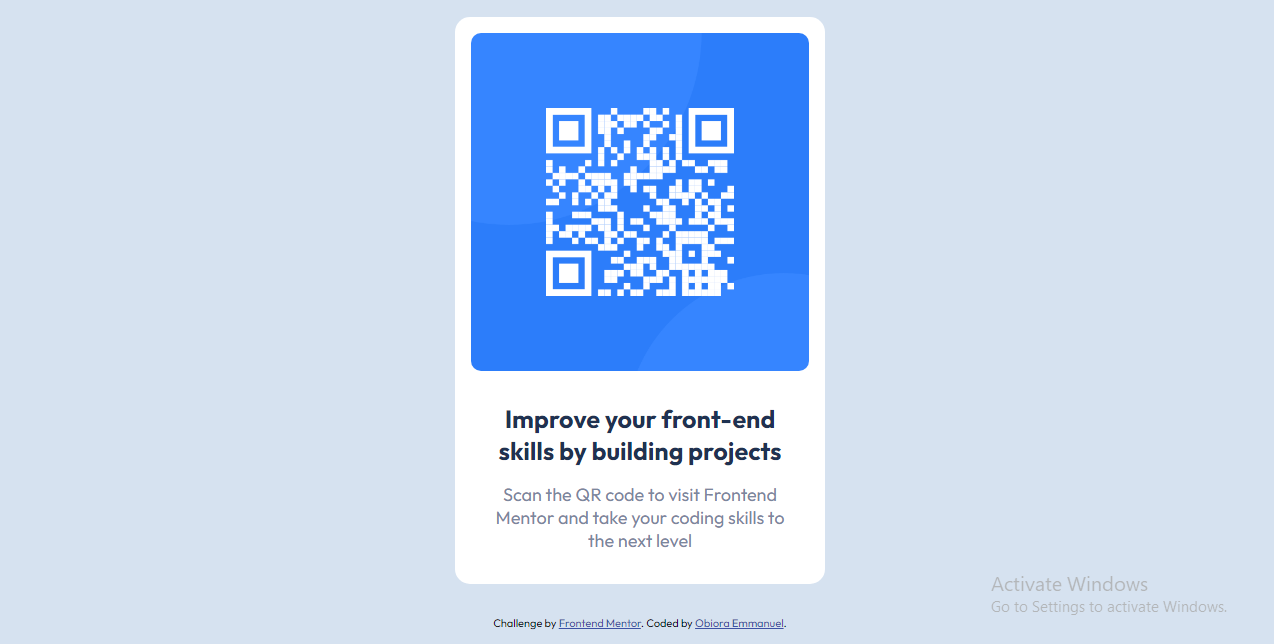 Improve your front-end
skills by building projects
Scan the QR code to visit Frontend
Mentor and take your coding skills to
the next level
Activate Windows
Go to Settings to activate Windows.
Challenge by Frontend Mentor. Coded by Obiora Emmanuel.